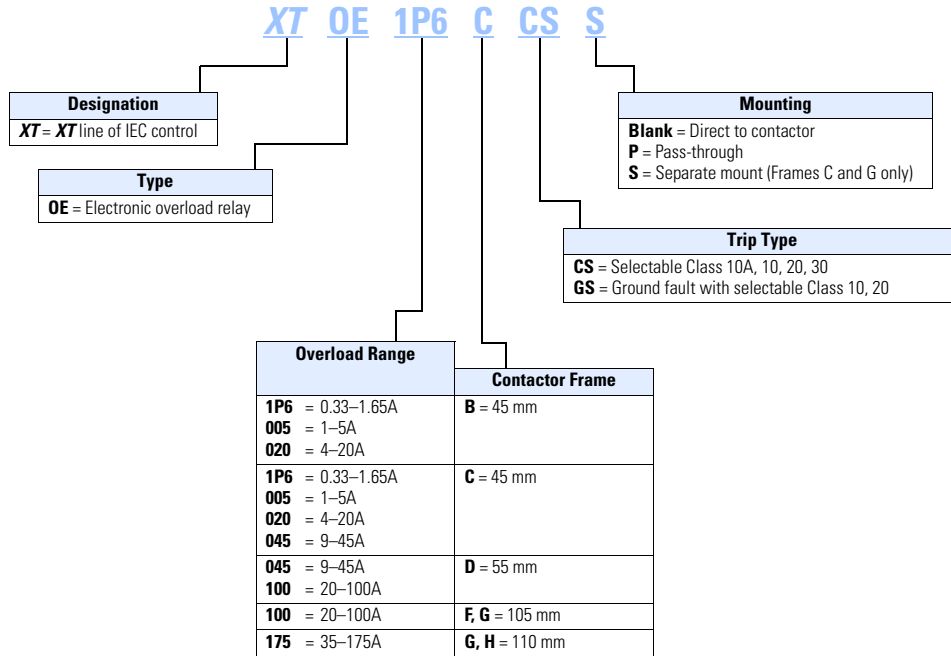 XT OE 1P6 C CS S
Designation
XT = XT line of IEC control
Type
OE = Electronic overload relay
Mounting
Blank = Direct to contactor
P = Pass-through
S = Separate mount (Frames C and G only)
Trip Type
CS = Selectable Class 10A, 10, 20, 30
GS = Ground fault with selectable Class 10, 20
Overload Range
Contactor Frame
1P6 = 0.33–1.65A B = 45 mm
005 = 1–5A
020 = 4–20A
1P6 = 0.33–1.65A C = 45 mm
005 = 1–5A
020 = 4–20A
045 = 9–45A
045 = 9–45A D = 55 mm
100 = 20–100A
100 = 20–100A F, G = 105 mm
175 = 35–175A G, H = 110 mm